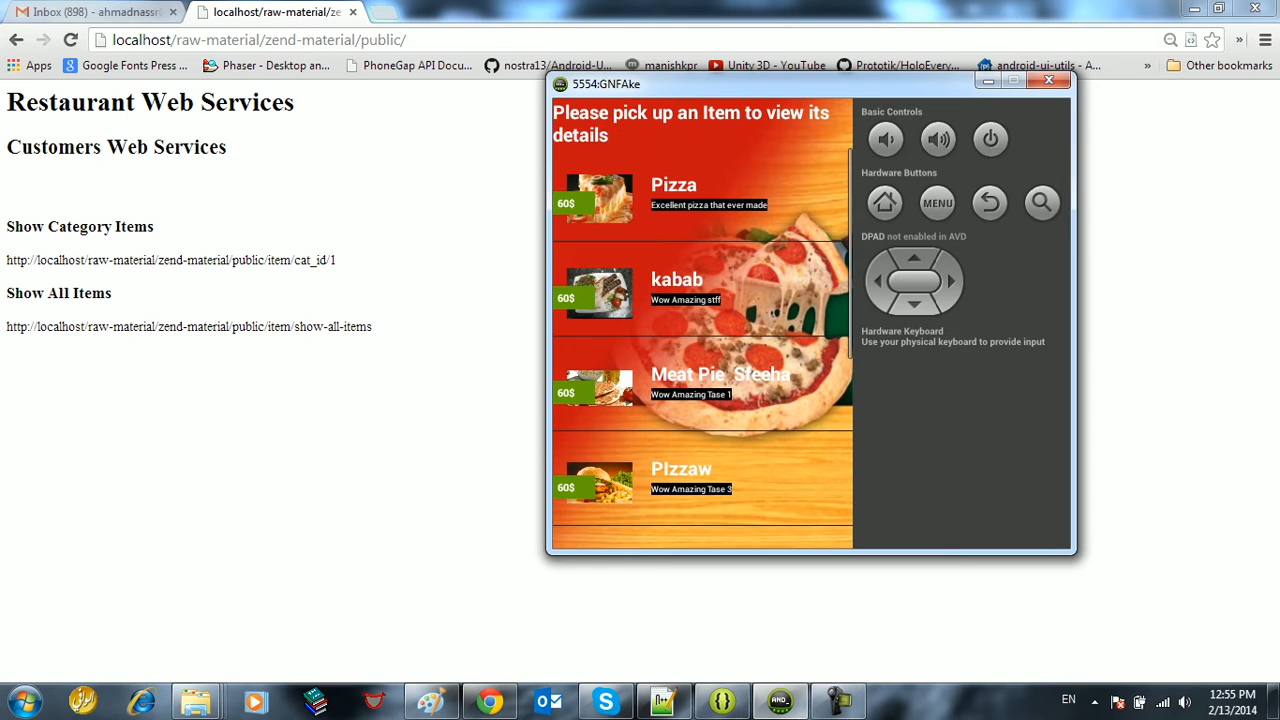 Inbox (898) - ahmadnassr
localhost/raw-material/ze
localhost/raw-material/zend-material/public/
Apps
Google Fonts Press ...
Phaser - Desktop an...
PhoneGap API Docu...
nostra13/Android-U...
manishkpr
Unity 3D - YouTube
Prototik/HoloEvery...
android-ui-utils - A...
Other bookmarks
Restaurant Web Services
Customers Web Services
Show Category Items
http://localhost/raw-material/zend-material/public/item/cat_id/1
Show All Items
http://localhost/raw-material/zend-material/public/item/show-all-items
5554:GNFAke
Please pick up an Item to view its
details
60$
Pizza
Excellent pizza that ever made
60$
kabab
Wow Amazing stff
60$
Meat Pie Sfeeha
Wow Amazing Tase 1
60$
PIzzaw
Wow Amazing Tase 3
Basic Controls
Hardware Buttons
MENU
DPAD not enabled in AVD
Hardware Keyboard
Use your physical keyboard to provide input
EN
12:55 PM
2/13/2014